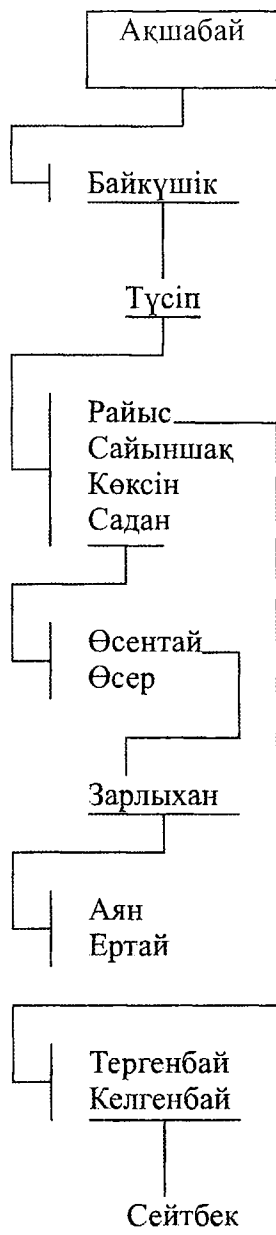 Ақшабай
Байкүшік
Түсіп
Райыс
Сайыншақ
Көксін
Садан
Өсентай
Өсер
Зарлыхан
Аян
Ертай
Тергенбай
Келгенбай
Сейтбек